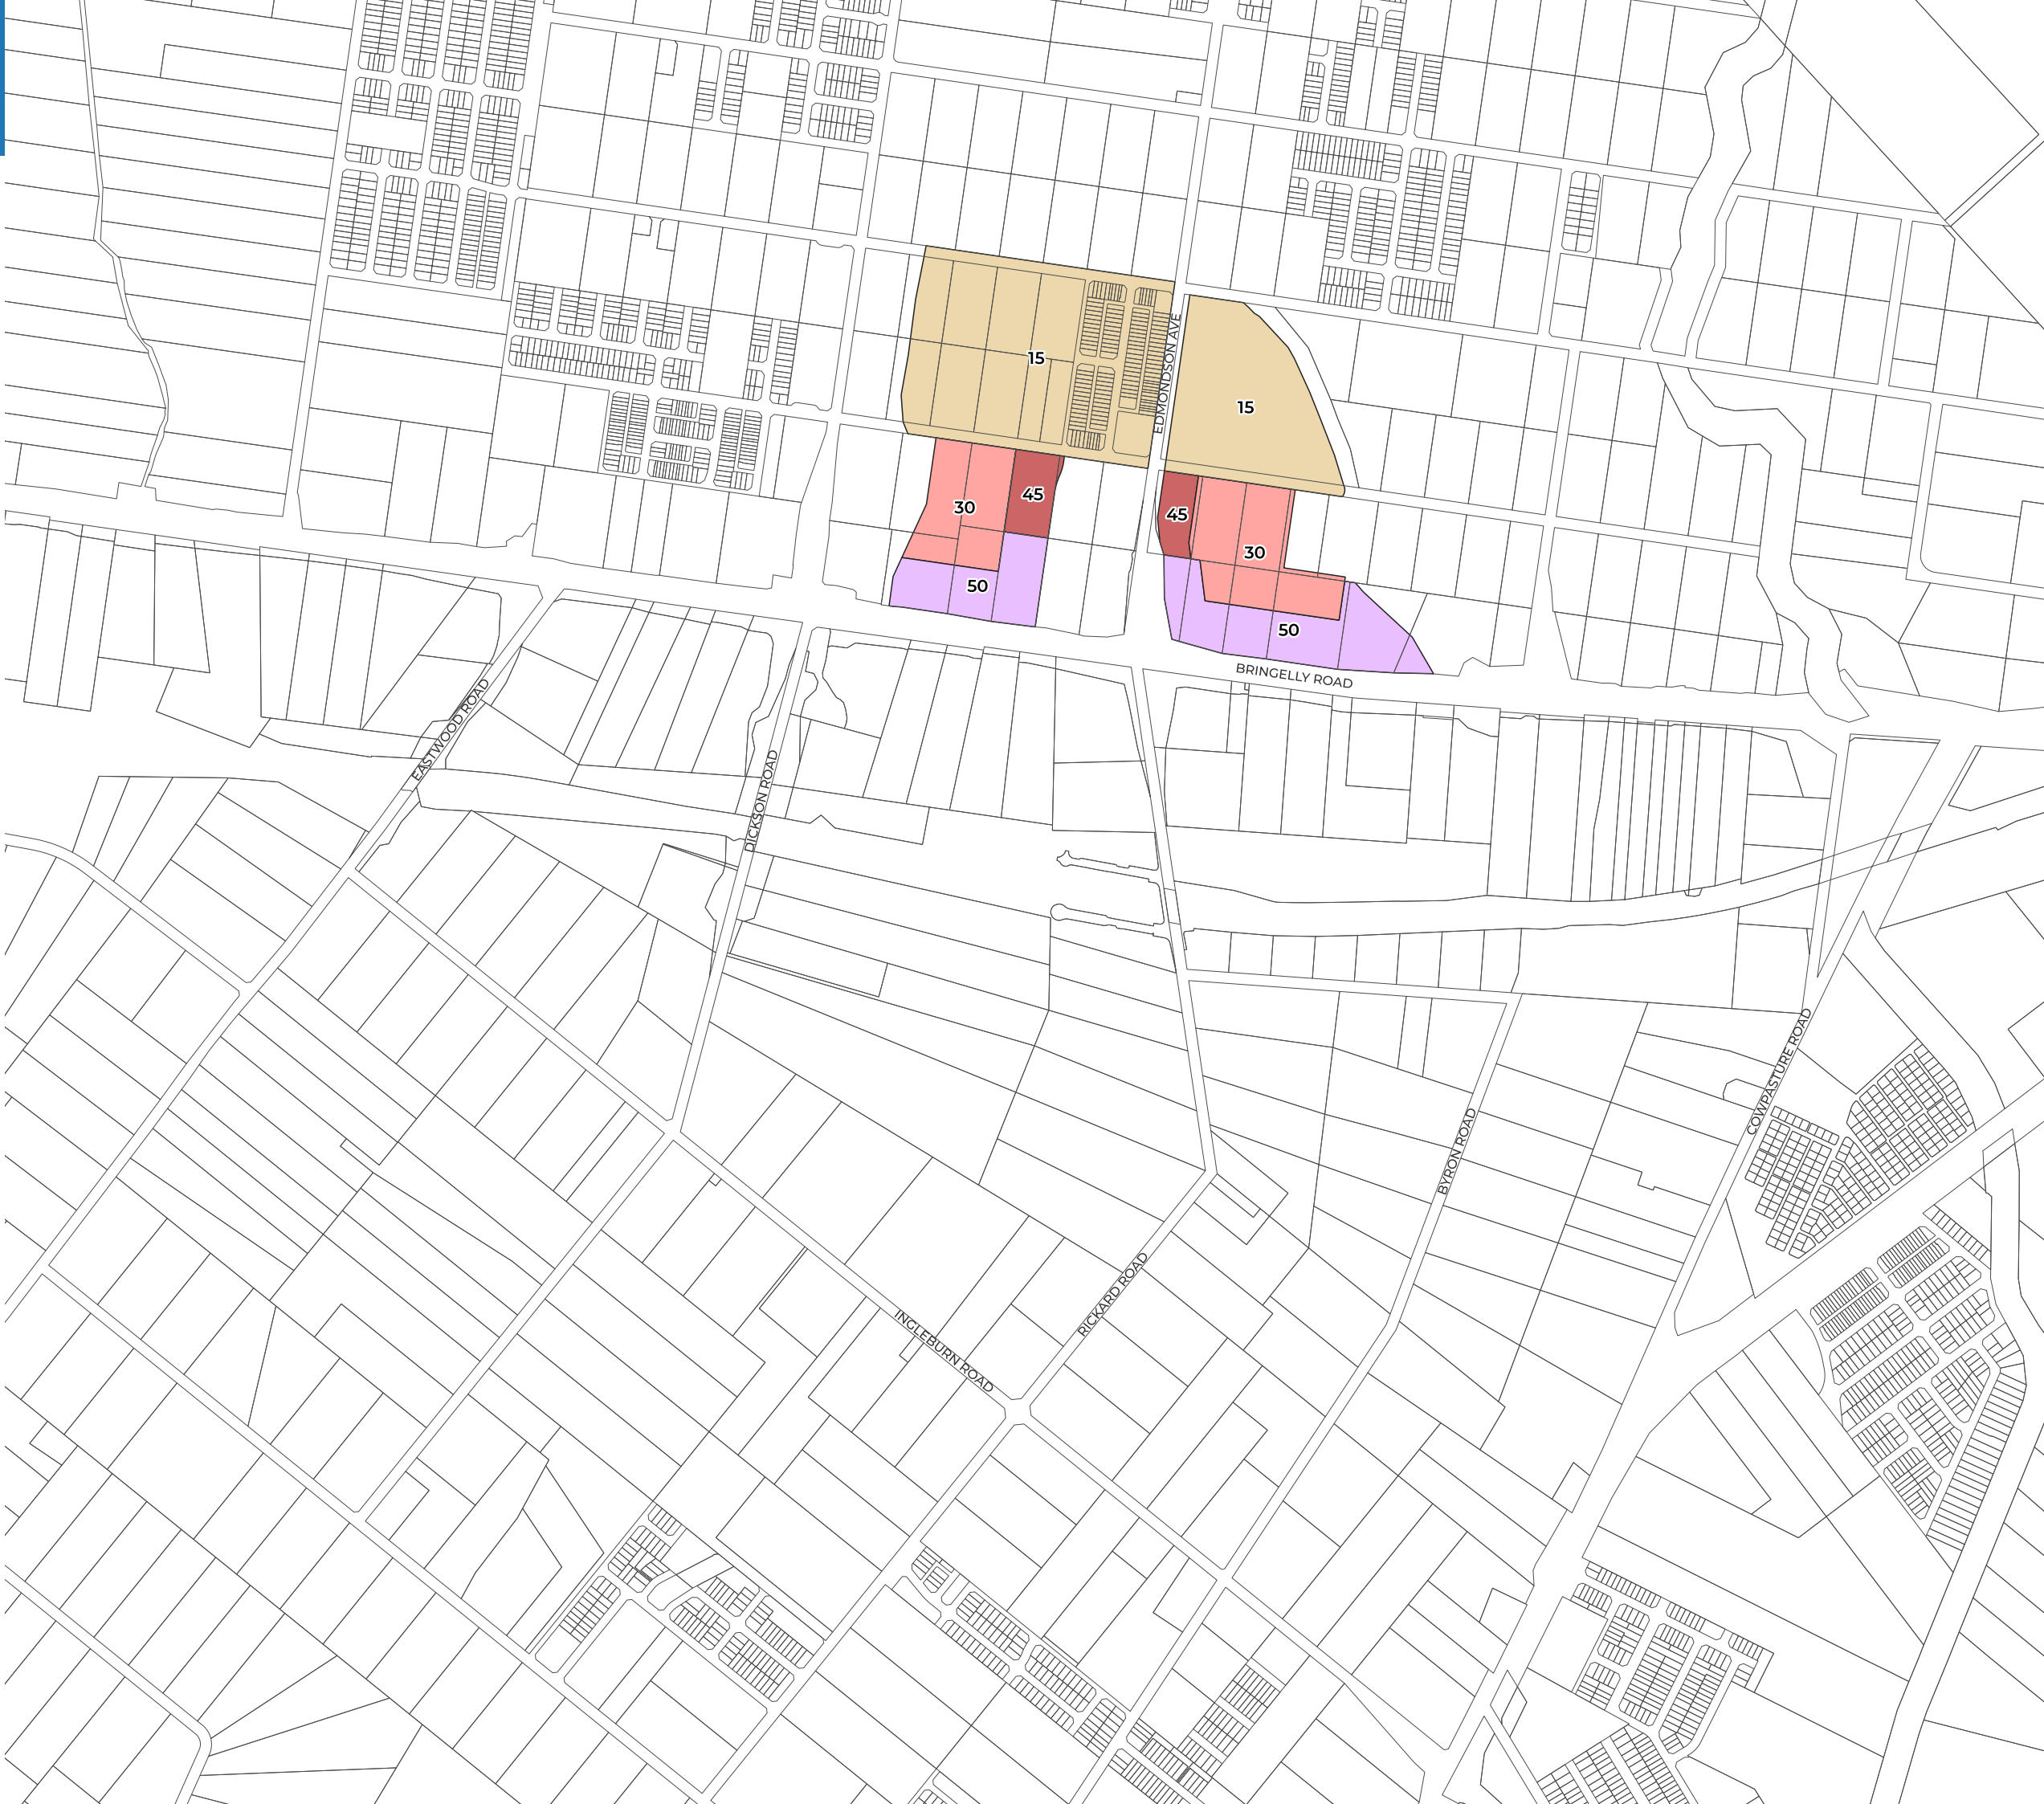 EDMONDSON AVE
15
15
45
30
45
30
50
50
BRINGELLY ROAD
EASTWOOD ROAD
DICKSON ROAD
COWPASTURE ROAD
BYRON ROAD
RICKARD ROAD
INGLEBURN ROAD